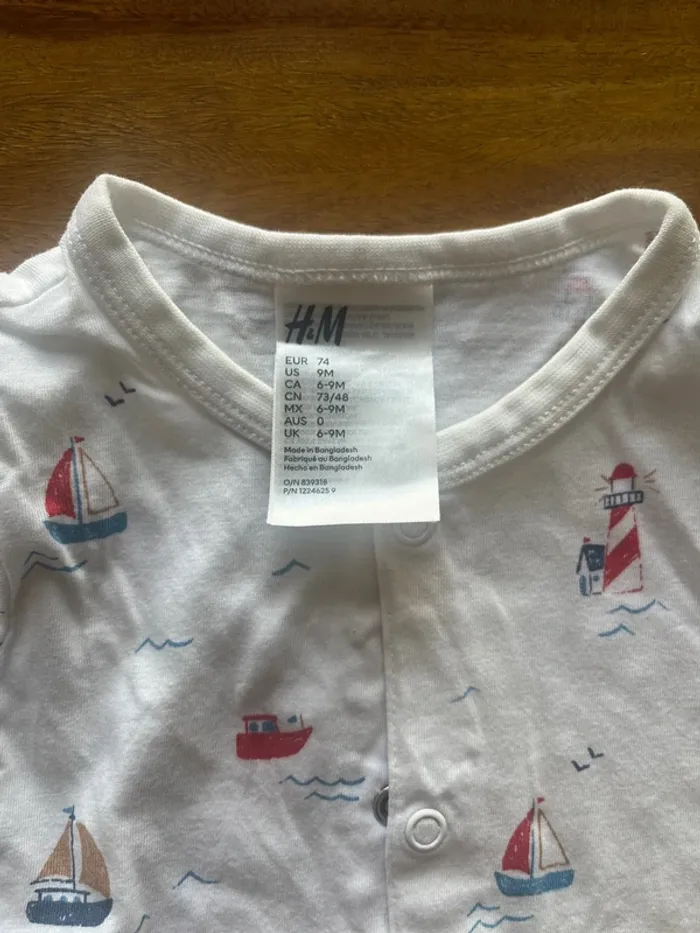 H&M
EUR 74
US 9M
CA 6-9M
CN 73/48
MX 6-9M
AUS 0
UK 6-9M
Made in Bangladesh
Fabriqué au Bangladesh
Hecho en Bangladesh
O/N 839318
P/N 1224625 9